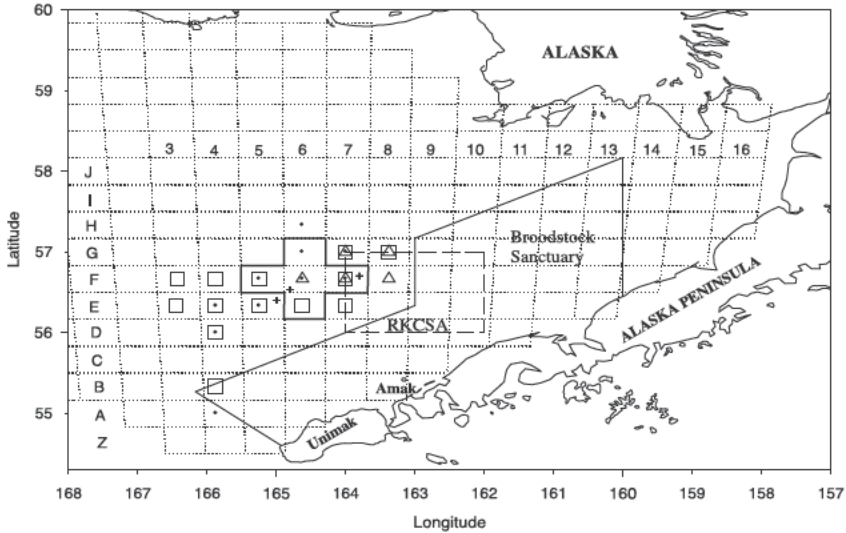 60
59
58
57
56
55
Latitude
ALASKA
3 4 5 6 7 8 9 10 11 12 13 14 15 16
J
I
H
G
F
E
D
C
B
A
Z
Broodstock
Sanctuary
RKCSA
ALASKA PENINSULA
Amak
Unimak
168 167 166 165 164 163 162 161 160 159 158 157
Longitude